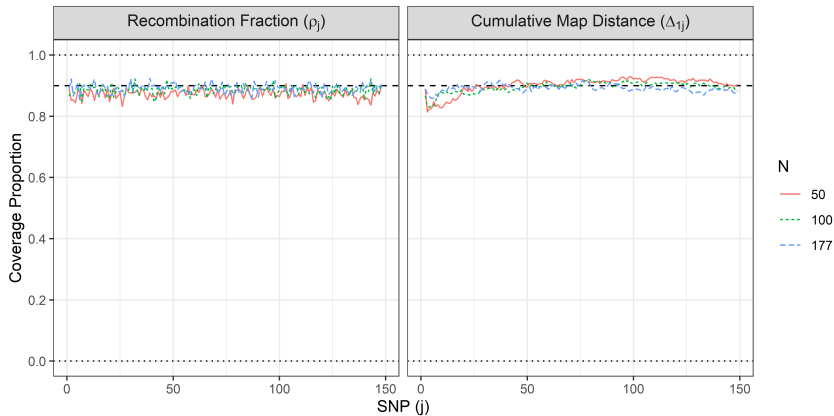 Recombination Fraction (ρj)
Cumulative Map Distance (Δ1j)
Coverage Proportion
1.0
0.8
0.6
0.4
0.2
0.0
0 50 100 150
0 50 100 150
SNP (j)
N
50
100
177